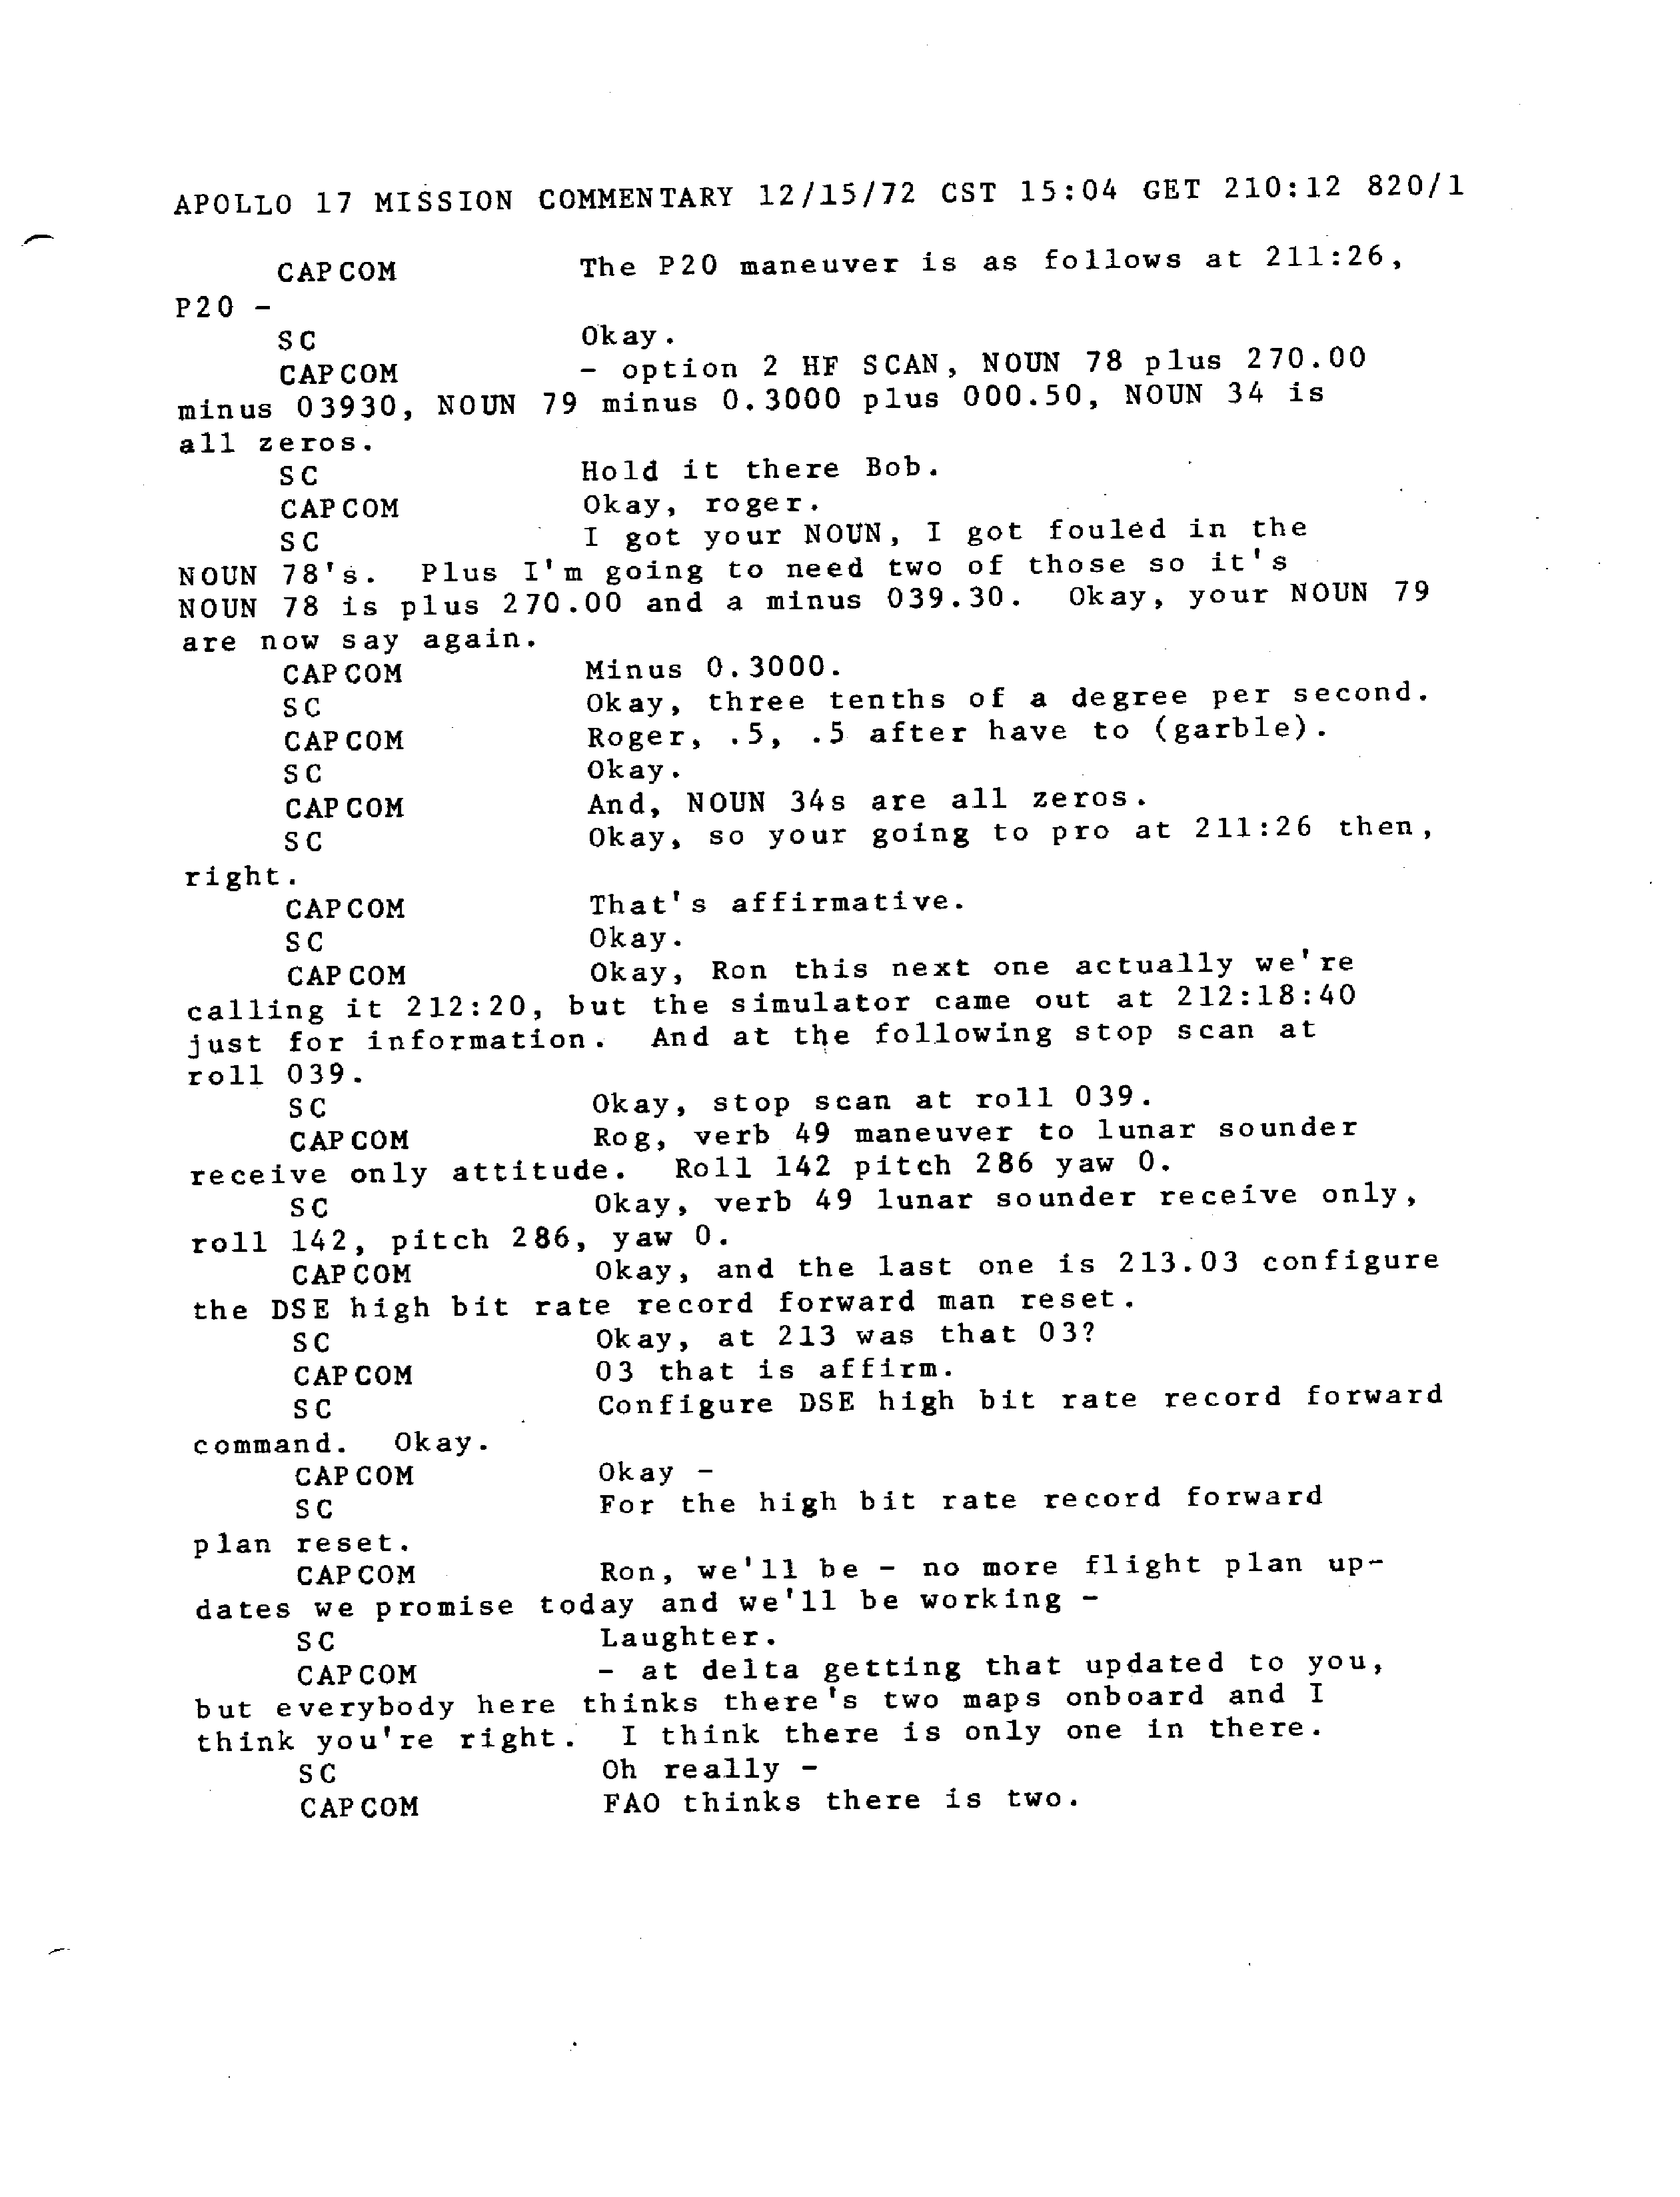 APOLLO 17 MISSION COMMENTARY 12/15/72 CST 15:04 GET 210:12 820/1
CAPCOM The P20 maneuver is as follows at 211:26,
P20 -
SC Okay.
CAPCOM - option 2 HF SCAN, NOUN 78 plus 270.00
minus 03930, NOUN 79 minus 0.3000 plus 000.50, NOUN 34 is
all zeros.
SC Hold it there Bob.
CAPCOM Okay, roger.
SC I got your NOUN, I got fouled in the
NOUN 78's. Plus I'm going to need two of those so it's
NOUN 78 is plus 270.00 and a minus 039.30. Okay, your NOUN 79
are now say again.
CAPCOM Minus 0.3000.
SC Okay, three tenths of a degree per second.
CAPCOM Roger, .5, .5 after have to (garble).
SC Okay.
CAPCOM And, NOUN 34s are all zeros.
SC Okay, so your going to pro at 211:26 then,
right.
CAPCOM That's affirmative.
SC Okay.
CAPCOM Okay, Ron this next one actually we're
calling it 212:20, but the simulator came out at 212:18:40
just for information. And at the following stop scan at
roll 039.
SC Okay, stop scan at roll 039.
CAPCOM Rog, verb 49 maneuver to lunar sounder
receive only attitude. Roll 142 pitch 286 yaw 0.
SC Okay, verb 49 lunar sounder receive only,
roll 142, pitch 286, yaw 0.
CAPCOM Okay, and the last one is 213.03 configure
the DSE high bit rate record forward man reset.
SC Okay, at 213 was that 03?
CAPCOM 03 that is affirm.
SC Configure DSE high bit rate record forward
command. Okay.
CAPCOM Okay -
SC For the high bit rate record forward
plan reset.
CAPCOM Ron, we'll be - no more flight plan up-
dates we promise today and we'll be working -
SC Laughter.
CAPCOM - at delta getting that updated to you,
but everybody here thinks there's two maps onboard and I
think you're right. I think there is only one in there.
SC Oh really -
CAPCOM FAO thinks there is two.